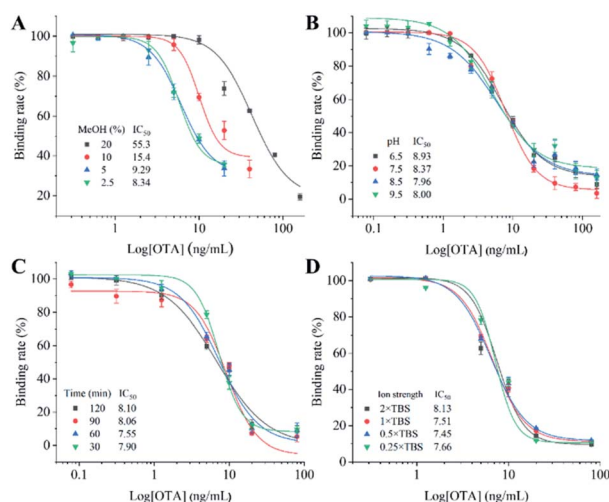 A
Binding rate (%)
100
80
60
40
20
MeOH (%) IC50
20 55.3
10 15.4
5 9.29
2.5 8.34
1 10 100
Log[OTA] (ng/mL)
B
Binding rate (%)
120
100
80
60
40
20
0
pH IC50
6.5 8.93
7.5 8.37
8.5 7.96
9.5 8.00
0.1 1 10 100
Log[OTA] (ng/mL)
C
Binding rate (%)
100
80
60
40
20
0
Time (min) IC50
120 8.10
90 8.06
60 7.55
30 7.90
0.1 1 10 100
Log[OTA] (ng/mL)
D
Binding rate (%)
120
100
80
60
40
20
0
Ion strength IC50
2×TBS 8.13
1×TBS 7.51
0.5×TBS 7.45
0.25×TBS 7.66
1 10 100
Log[OTA] (ng/mL)